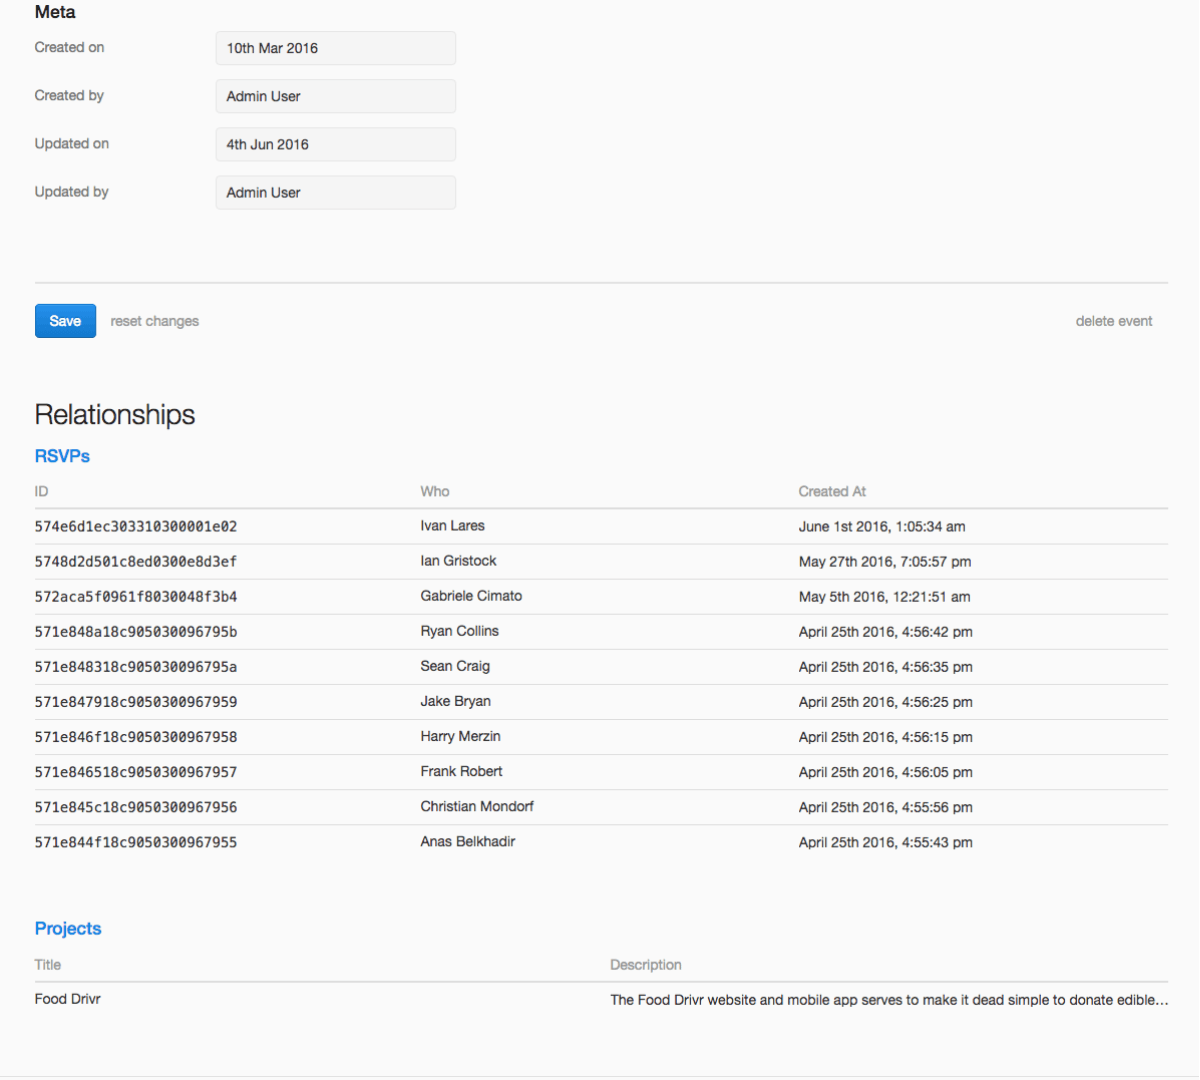 Meta
Created on 10th Mar 2016
Created by Admin User
Updated on 4th Jun 2016
Updated by Admin User
Save reset changes delete event
Relationships
RSVPs
ID Who Created At
574e6d1ec303310300001e02 Ivan Lares June 1st 2016, 1:05:34 am
5748d2d501c8ed0300e8d3ef Ian Gristock May 27th 2016, 7:05:57 pm
572aca5f0961f8030048f3b4 Gabriele Cimato May 5th 2016, 12:21:51 am
571e848a18c905030096795b Ryan Collins April 25th 2016, 4:56:42 pm
571e848318c905030096795a Sean Craig April 25th 2016, 4:56:35 pm
571e847918c9050300967959 Jake Bryan April 25th 2016, 4:56:25 pm
571e846f18c9050300967958 Harry Merzin April 25th 2016, 4:56:15 pm
571e846518c9050300967957 Frank Robert April 25th 2016, 4:56:05 pm
571e845c18c9050300967956 Christian Mondorf April 25th 2016, 4:55:56 pm
571e844f18c9050300967955 Anas Belkhadir April 25th 2016, 4:55:43 pm
Projects
Title Description
Food Drivr The Food Drivr website and mobile app serves to make it dead simple to donate edible…